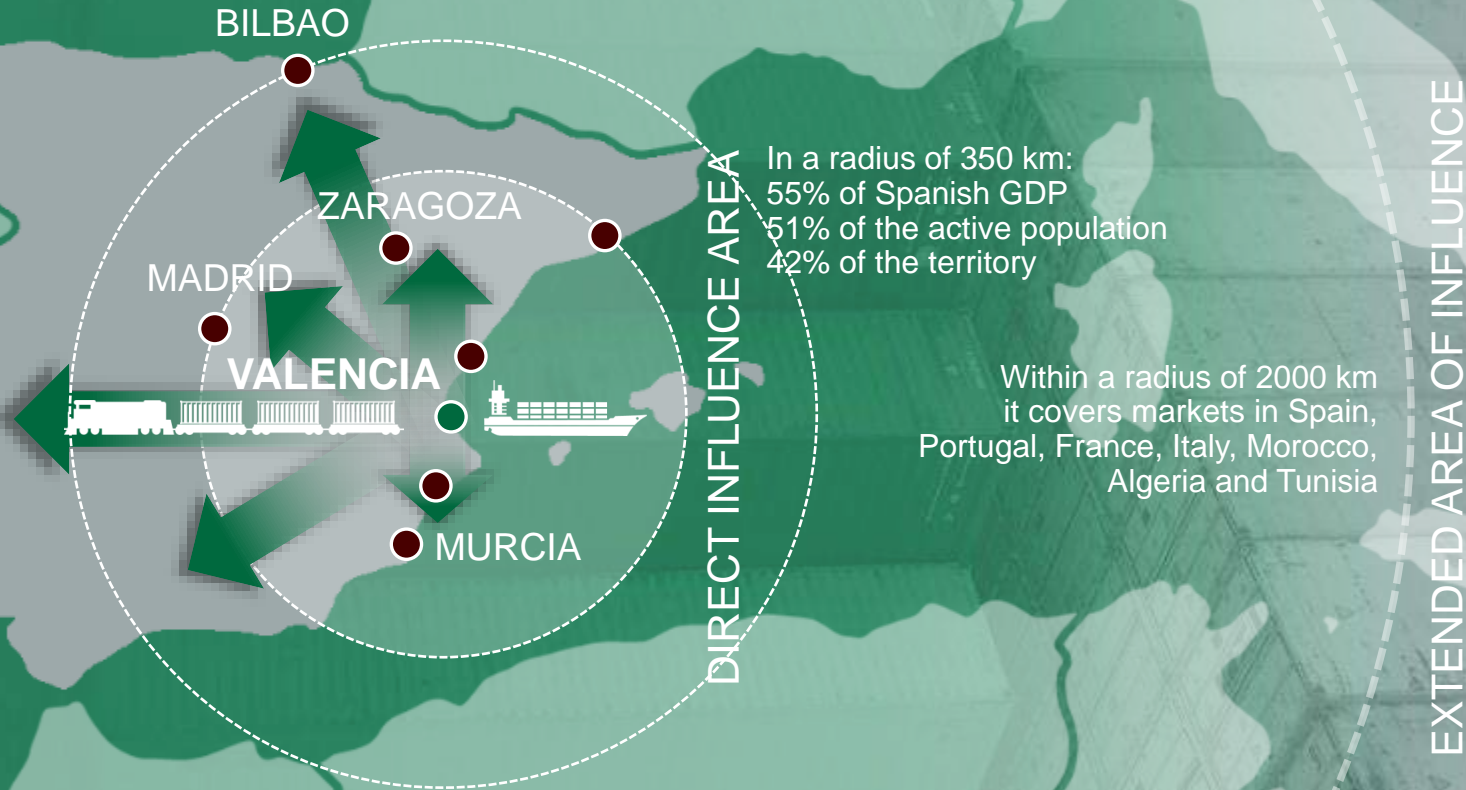 BILBAO
ZARAGOZA
MADRID
VALENCIA
MURCIA
DIRECT INFLUENCE AREA
In a radius of 350 km:
55% of Spanish GDP
51% of the active population
42% of the territory
Within a radius of 2000 km
it covers markets in Spain,
Portugal, France, Italy, Morocco,
Algeria and Tunisia
EXTENDED AREA OF INFLUENCE